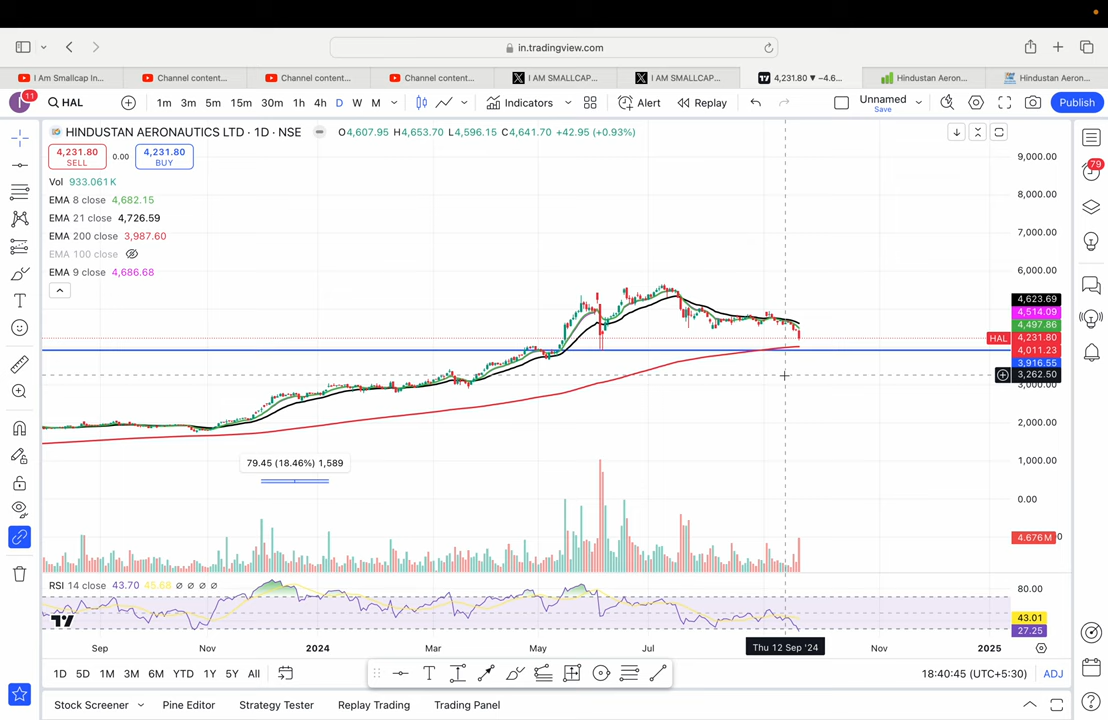 in.tradingview.com
I Am Smallcap In...
Channel content...
Channel content...
Channel content...
I AM SMALLCAP...
I AM SMALLCAP...
4,231.80 ▼ −4.6...
Hindustan Aeron...
Hindustan Aeron...
I 11 HAL 1m 3m 5m 15m 30m 1h 4h D W M Indicators Alert Replay Unnamed Save Publish
HINDUSTAN AERONAUTICS LTD · 1D · NSE O4,607.95 H4,653.70 L4,596.15 C4,641.70 +42.95 (+0.93%)
4,231.80 SELL 0.00 4,231.80 BUY
Vol 933.061K
EMA 8 close 4,682.15
EMA 21 close 4,726.59
EMA 200 close 3,987.60
EMA 100 close
EMA 9 close 4,686.68
79
9,000.00
8,000.00
7,000.00
6,000.00
4,623.69
4,514.09
4,497.86
HAL 4,231.80
4,011.23
3,916.55
3,262.50
3,000.00
2,000.00
1,000.00
0.00
79.45 (18.46%) 1,589
4.676M
0
RSI 14 close 43.70 45.68 ∅ ∅ ∅ ∅
80.00
43.01
27.25
Sep Nov 2024 Mar May Jul Thu 12 Sep '24 Nov 2025
1D 5D 1M 3M 6M YTD 1Y 5Y All T 18:40:45 (UTC+5:30) ADJ
Stock Screener Pine Editor Strategy Tester Replay Trading Trading Panel